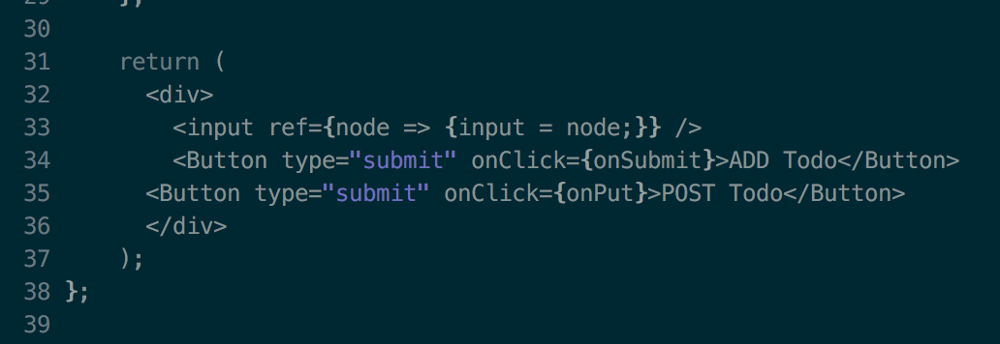 29 };
30
31 return (
32 <div>
33 <input ref={node => {input = node;}} />
34 <Button type="submit" onClick={onSubmit}>ADD Todo</Button>
35 <Button type="submit" onClick={onPut}>POST Todo</Button>
36 </div>
37 );
38 };
39